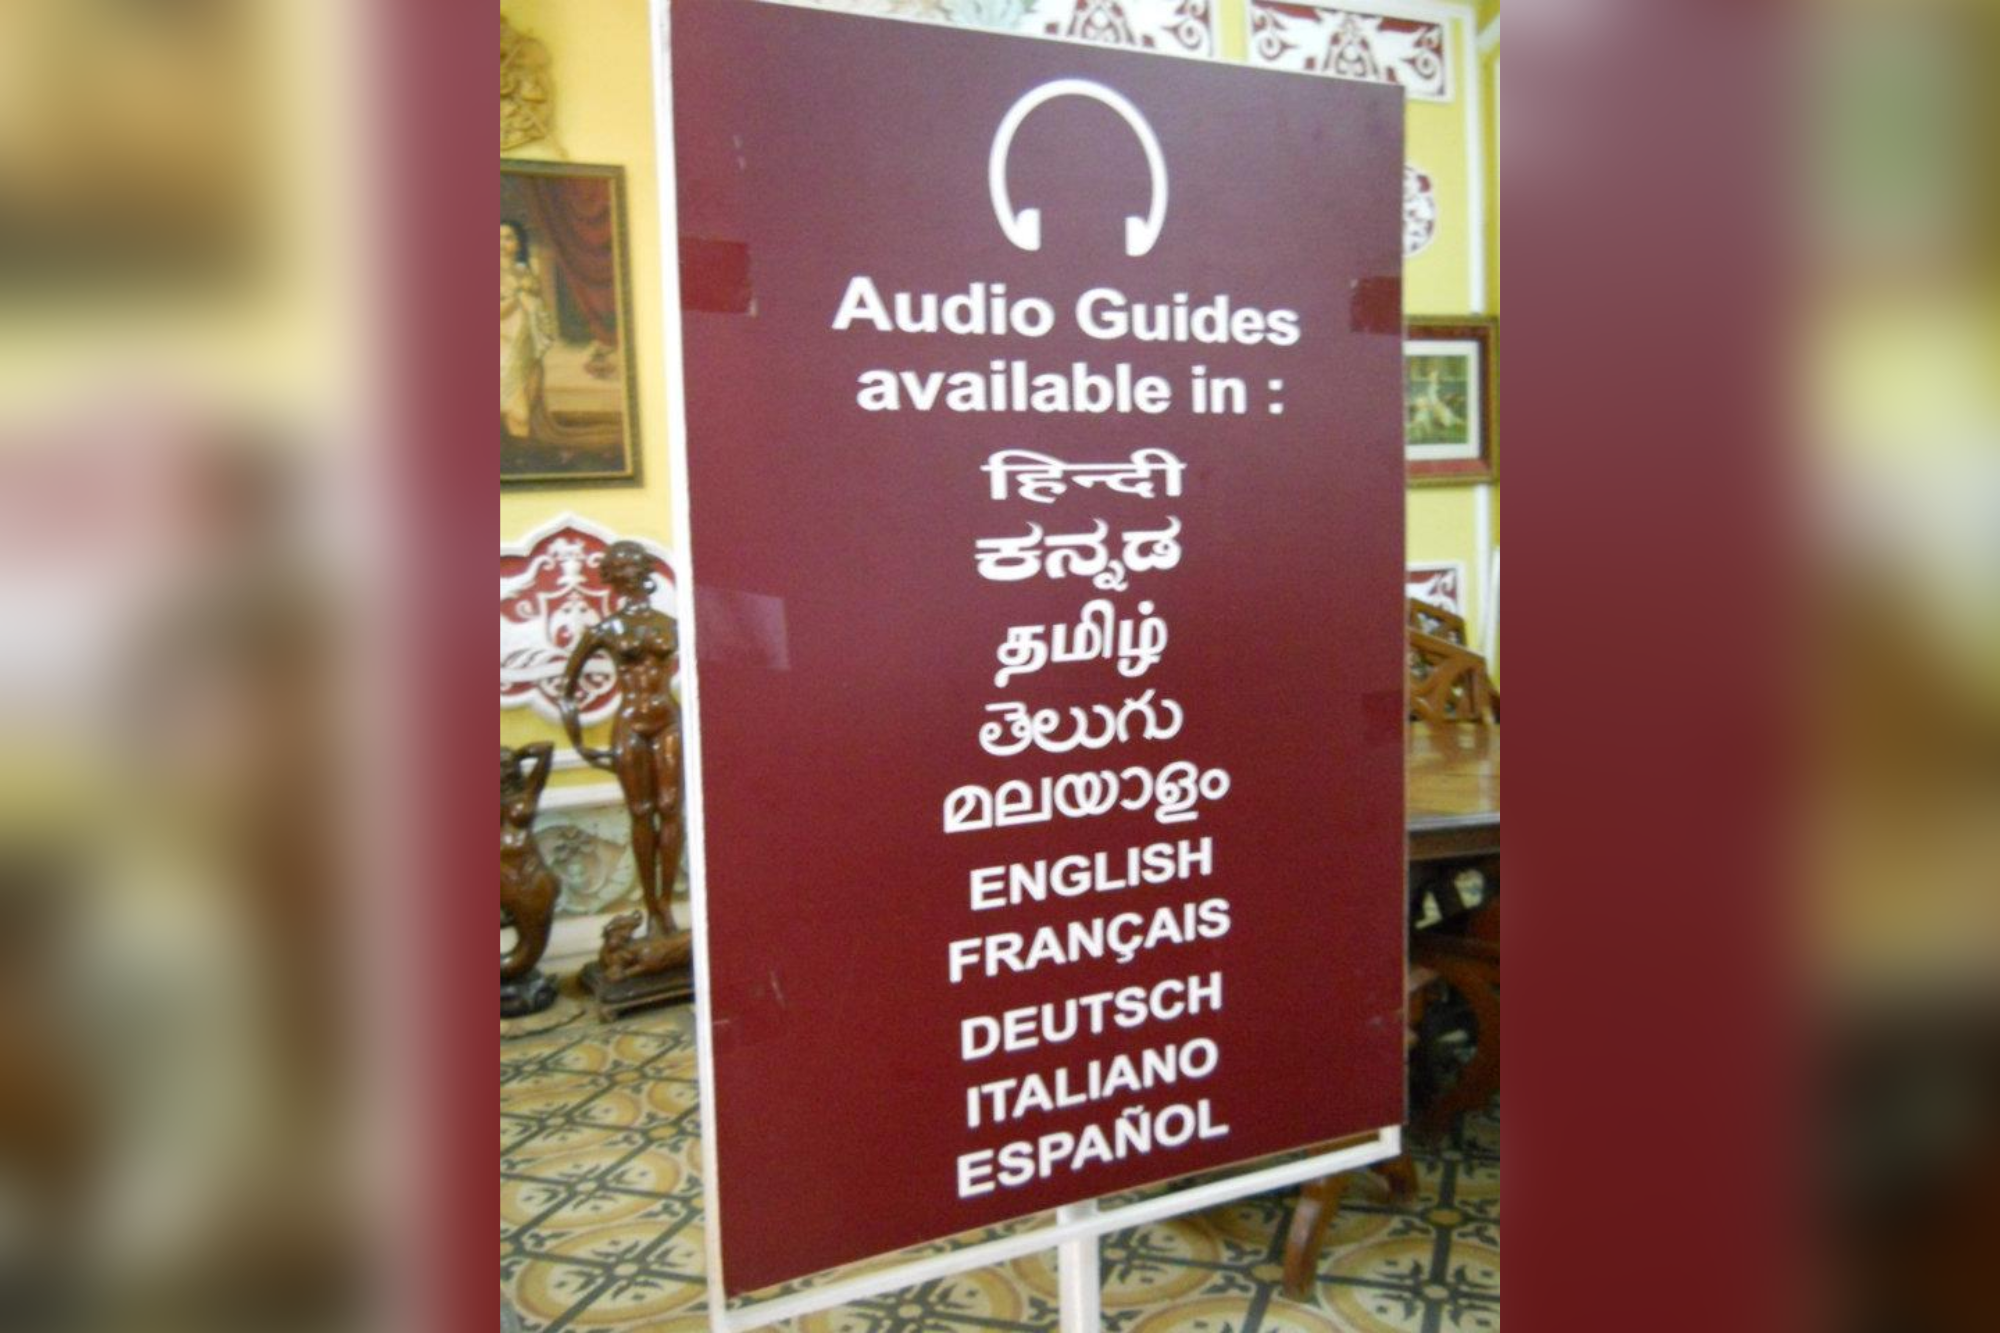 Audio Guides
available in :
हिन्दी
ಕನ್ನಡ
தமிழ்
తెలుగు
മലയാളം
ENGLISH
FRANÇAIS
DEUTSCH
ITALIANO
ESPAÑOL